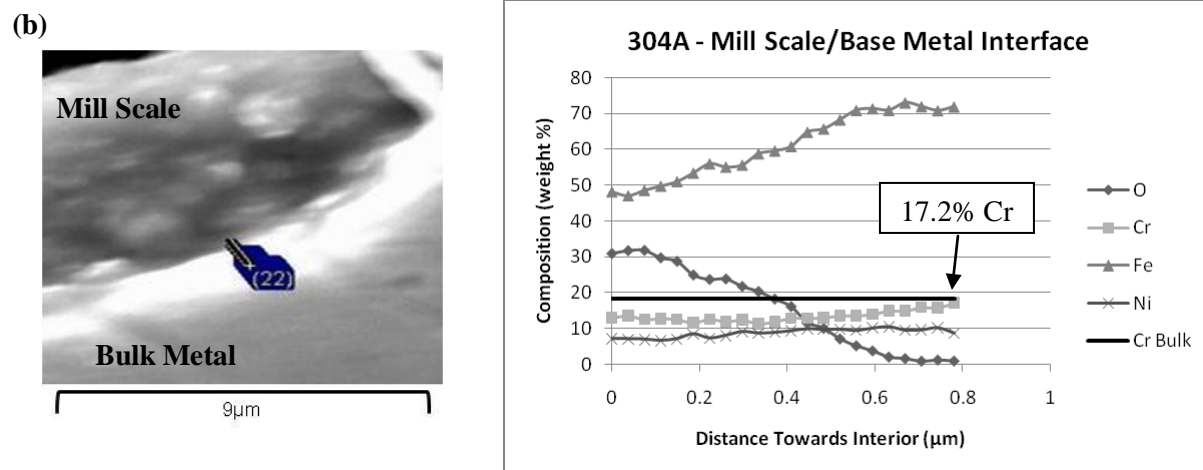 (b)
Mill Scale
(22)
Bulk Metal
9µm
304A - Mill Scale/Base Metal Interface
Composition (weight %)
80
70
60
50
40
30
20
10
0
17.2% Cr
0
0.2
0.4
0.6
0.8
1
Distance Towards Interior (µm)
O
Cr
Fe
Ni
Cr Bulk